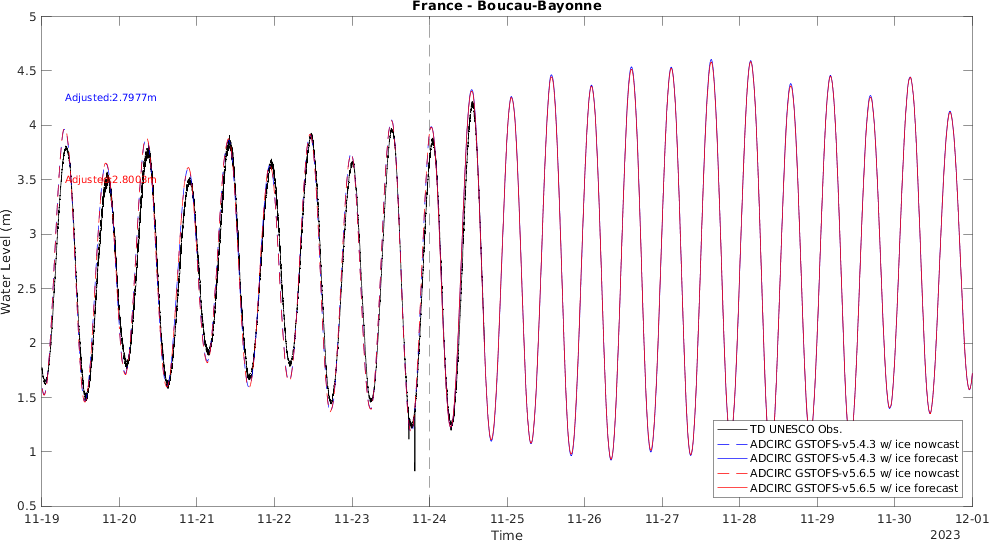 France - Boucau-Bayonne
5
4.5
4
3.5
3
2.5
2
1.5
1
0.5
Water Level (m)
Adjusted:2.7977m
Adjusted:2.8003m
TD UNESCO Obs.
ADCIRC GSTOFS-v5.4.3 w/ ice nowcast
ADCIRC GSTOFS-v5.4.3 w/ ice forecast
ADCIRC GSTOFS-v5.6.5 w/ ice nowcast
ADCIRC GSTOFS-v5.6.5 w/ ice forecast
11-19 11-20 11-21 11-22 11-23 11-24 11-25 11-26 11-27 11-28 11-29 11-30 12-01
Time
2023